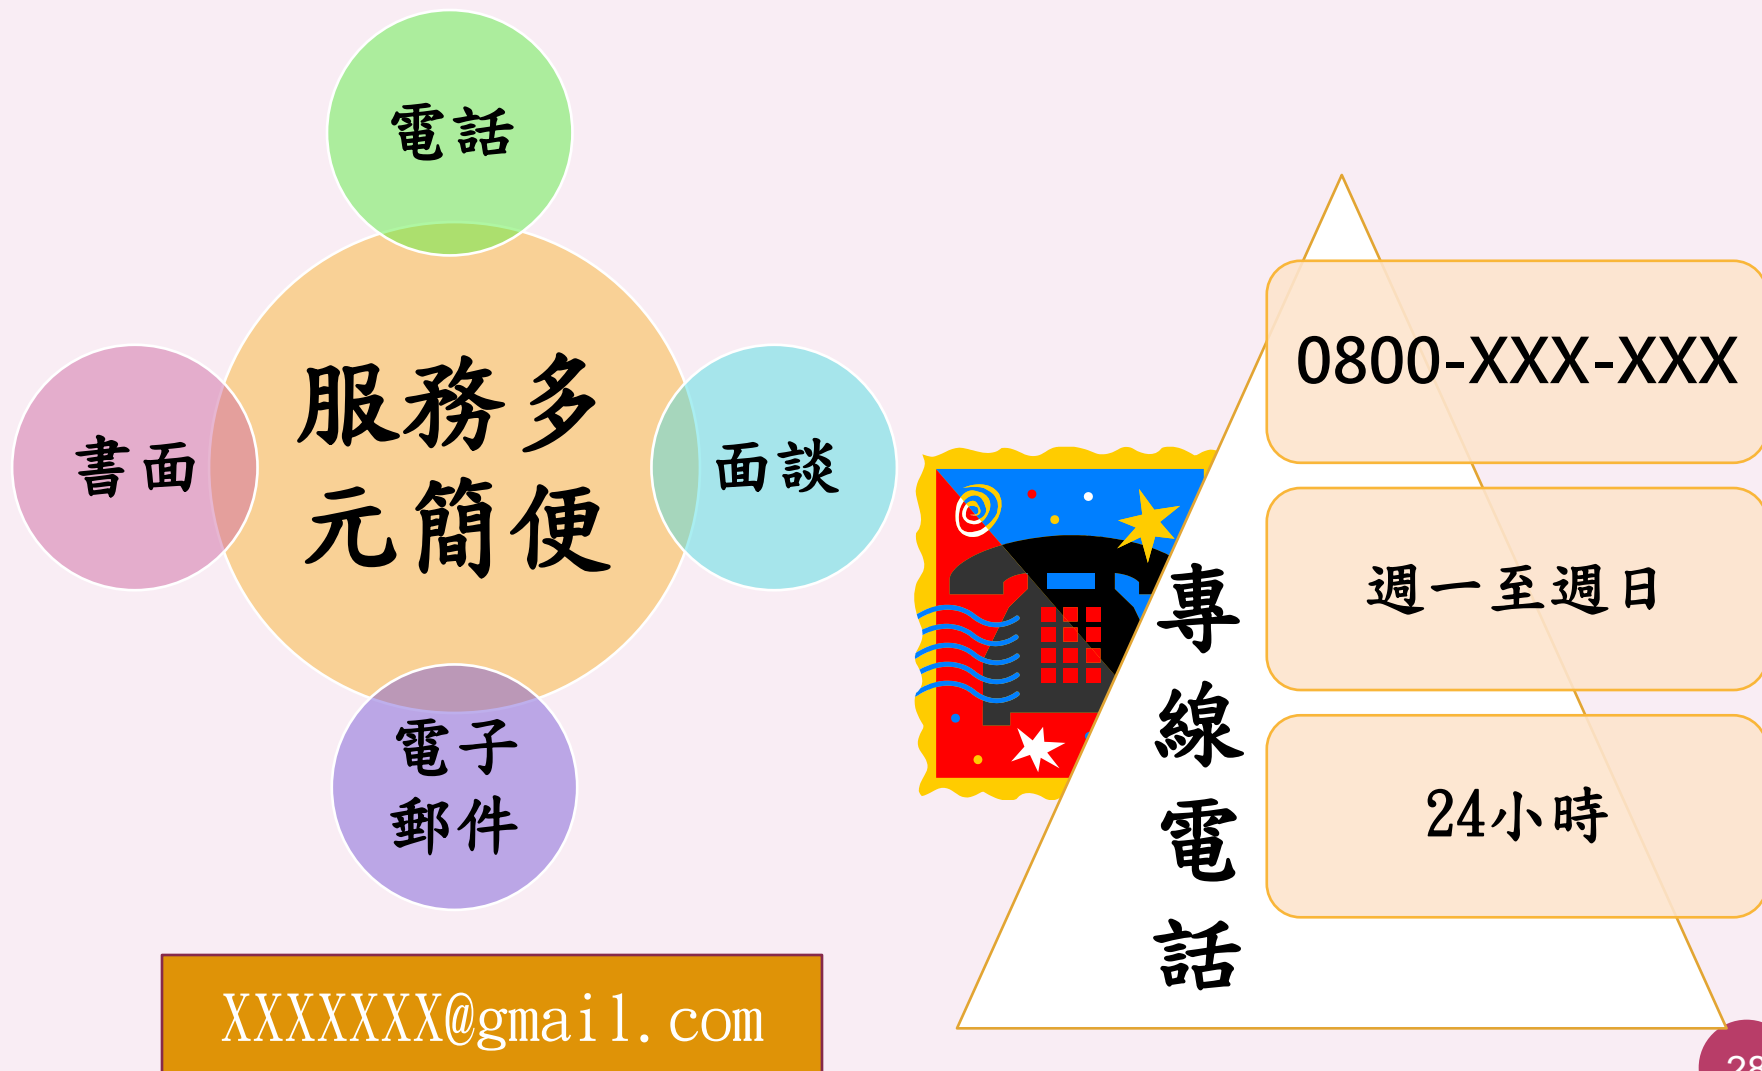 電話
書面
服務多
元簡便
面談
電子
郵件
XXXXXXX@gmail.com
專
線
電
話
0800-XXX-XXX
週一至週日
24小時
28